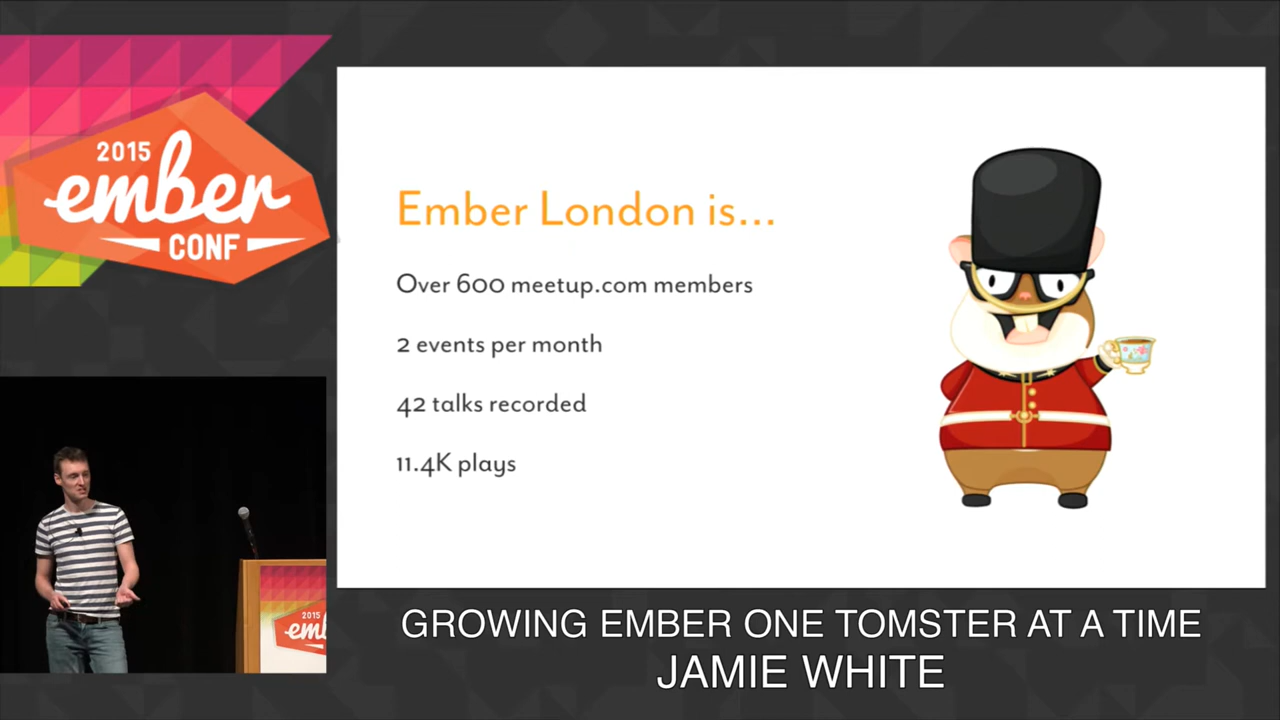 2015
ember
CONF
Ember London is...
Over 600 meetup.com members
2 events per month
42 talks recorded
11.4K plays
2015
GROWING EMBER ONE TOMSTER AT A TIME
JAMIE WHITE